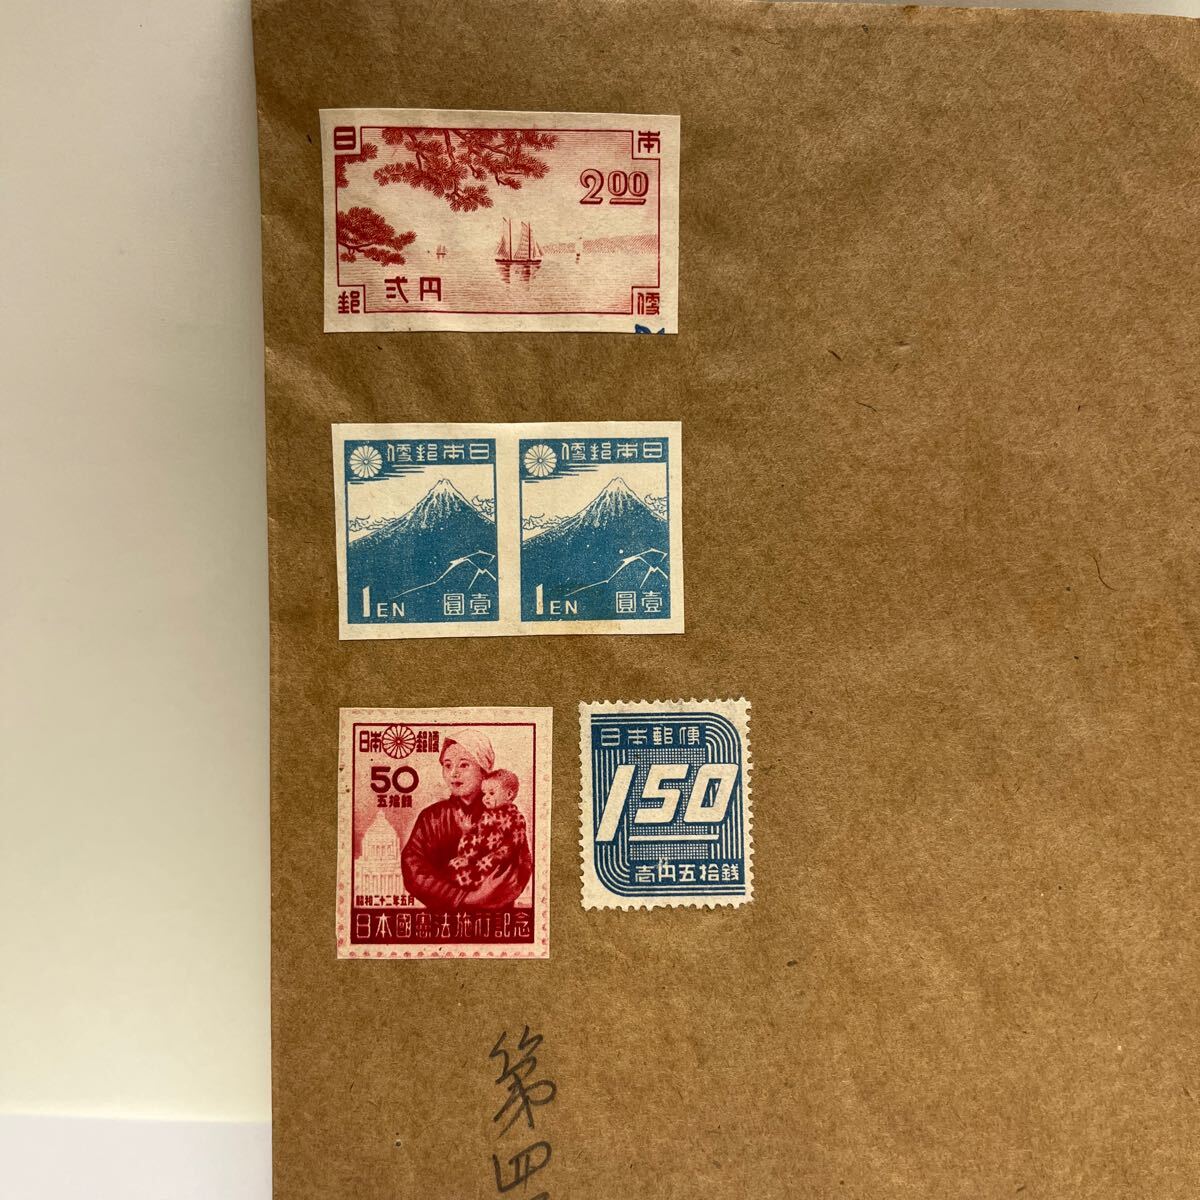 日本
2.00
弐円
郵便
日本郵便
日本郵便
1EN 壹圓
1EN 壹圓
日本郵便
50
五拾錢
昭和二十二年五月
日本國憲法施行記念
日本郵便
1 50
壱円五拾銭
第四